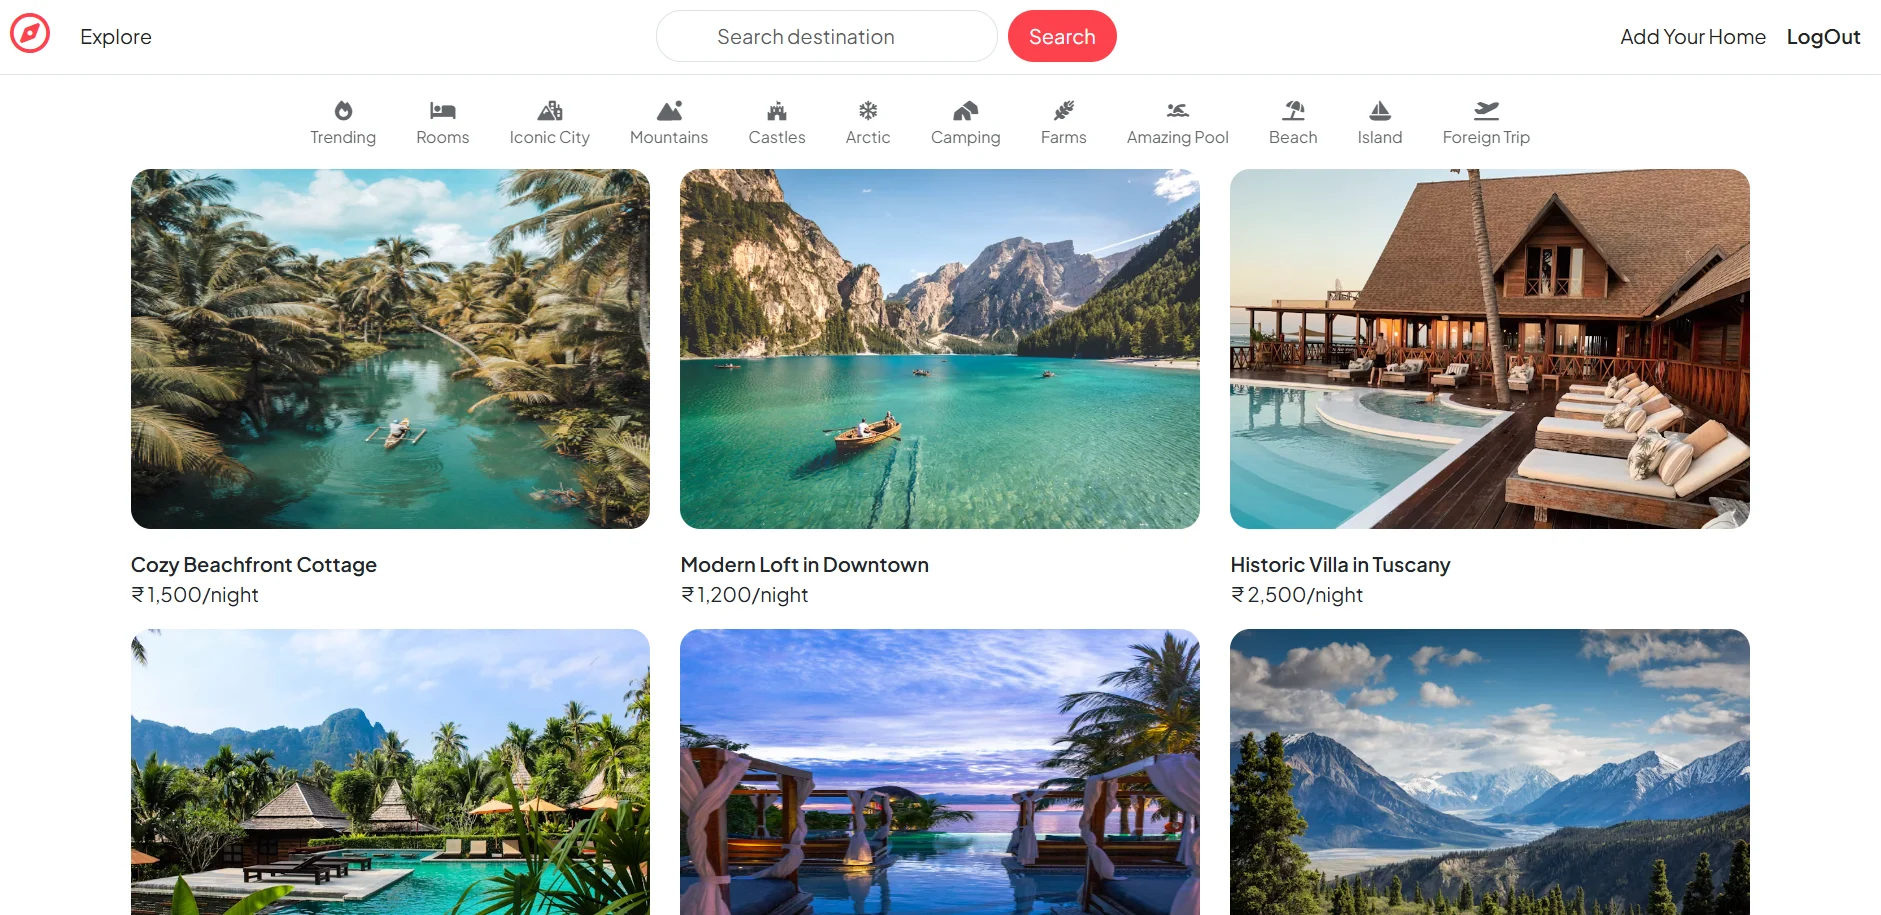 Explore
Search destination
Search
Add Your Home
LogOut
Trending
Rooms
Iconic City
Mountains
Castles
Arctic
Camping
Farms
Amazing Pool
Beach
Island
Foreign Trip
Cozy Beachfront Cottage
₹ 1,500/night
Modern Loft in Downtown
₹ 1,200/night
Historic Villa in Tuscany
₹ 2,500/night